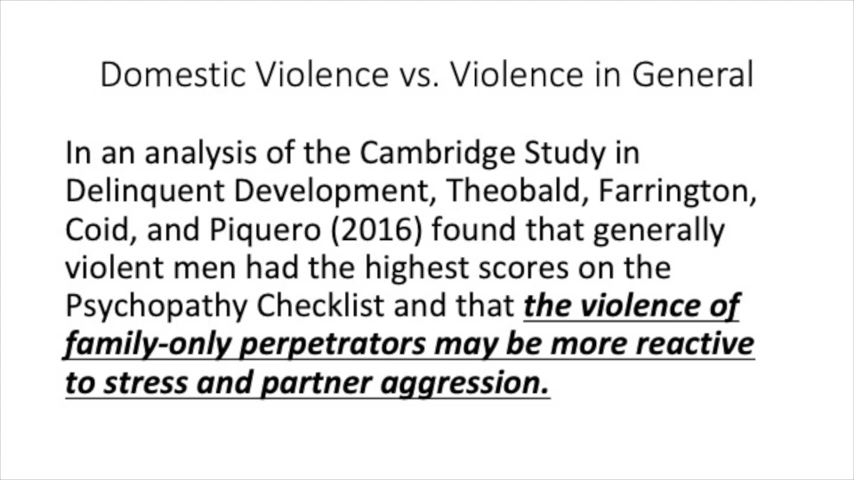 Domestic Violence vs. Violence in General
In an analysis of the Cambridge Study in
Delinquent Development, Theobald, Farrington,
Coid, and Piquero (2016) found that generally
violent men had the highest scores on the
Psychopathy Checklist and that the violence of
family-only perpetrators may be more reactive
to stress and partner aggression.